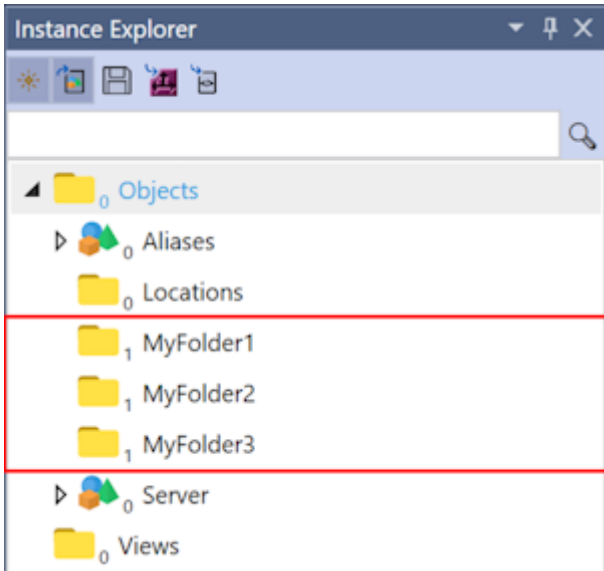 Instance Explorer
0 Objects
0 Aliases
0 Locations
1 MyFolder1
1 MyFolder2
1 MyFolder3
0 Server
0 Views